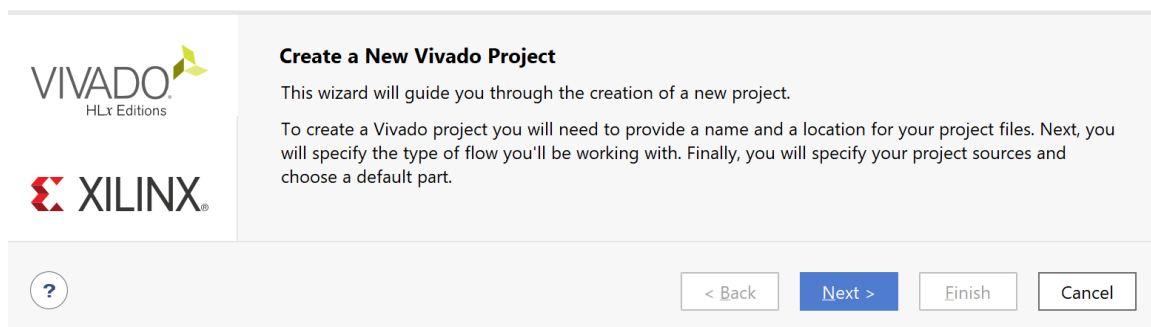 VIVADO
HLx Editions
XILINX
Create a New Vivado Project
This wizard will guide you through the creation of a new project.
To create a Vivado project you will need to provide a name and a location for your project files. Next, you
will specify the type of flow you'll be working with. Finally, you will specify your project sources and
choose a default part.
?
< Back
Next >
Finish
Cancel